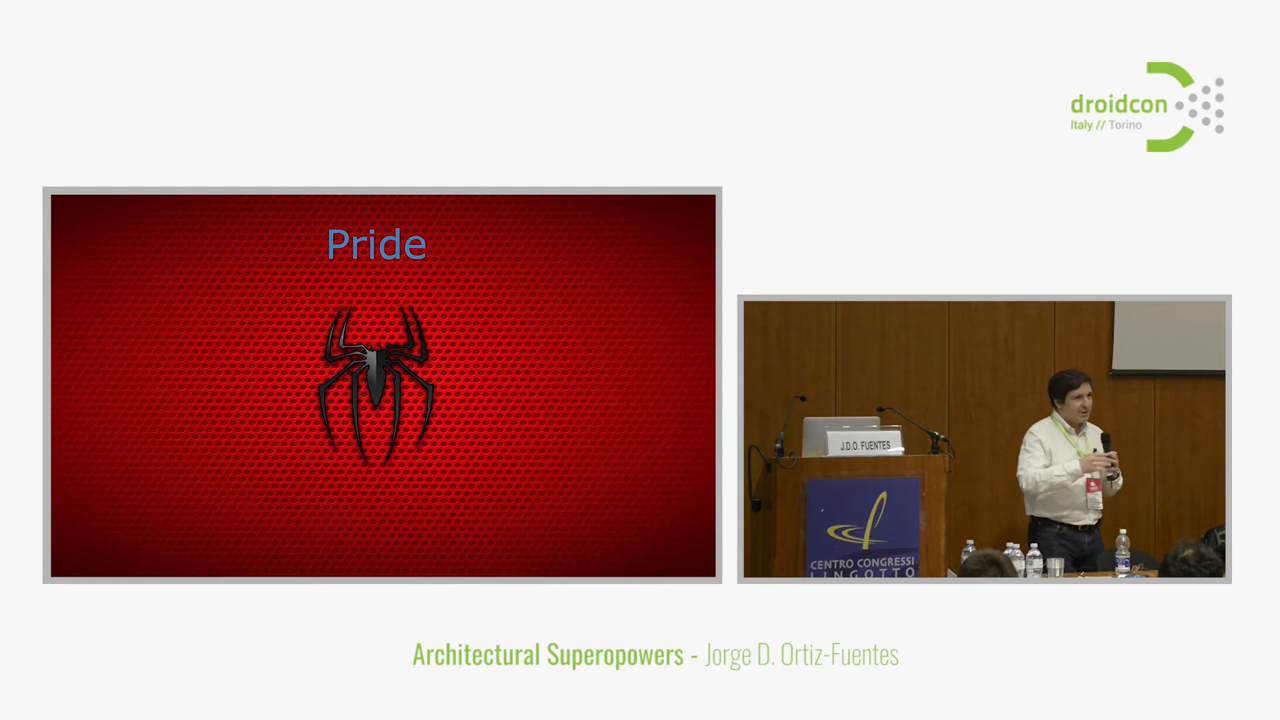 droidcon
Italy // Torino
Pride
J.D.O. FUENTES
CENTRO CONGRESSI
LINGOTTO
Architectural Superopowers - Jorge D. Ortiz-Fuentes